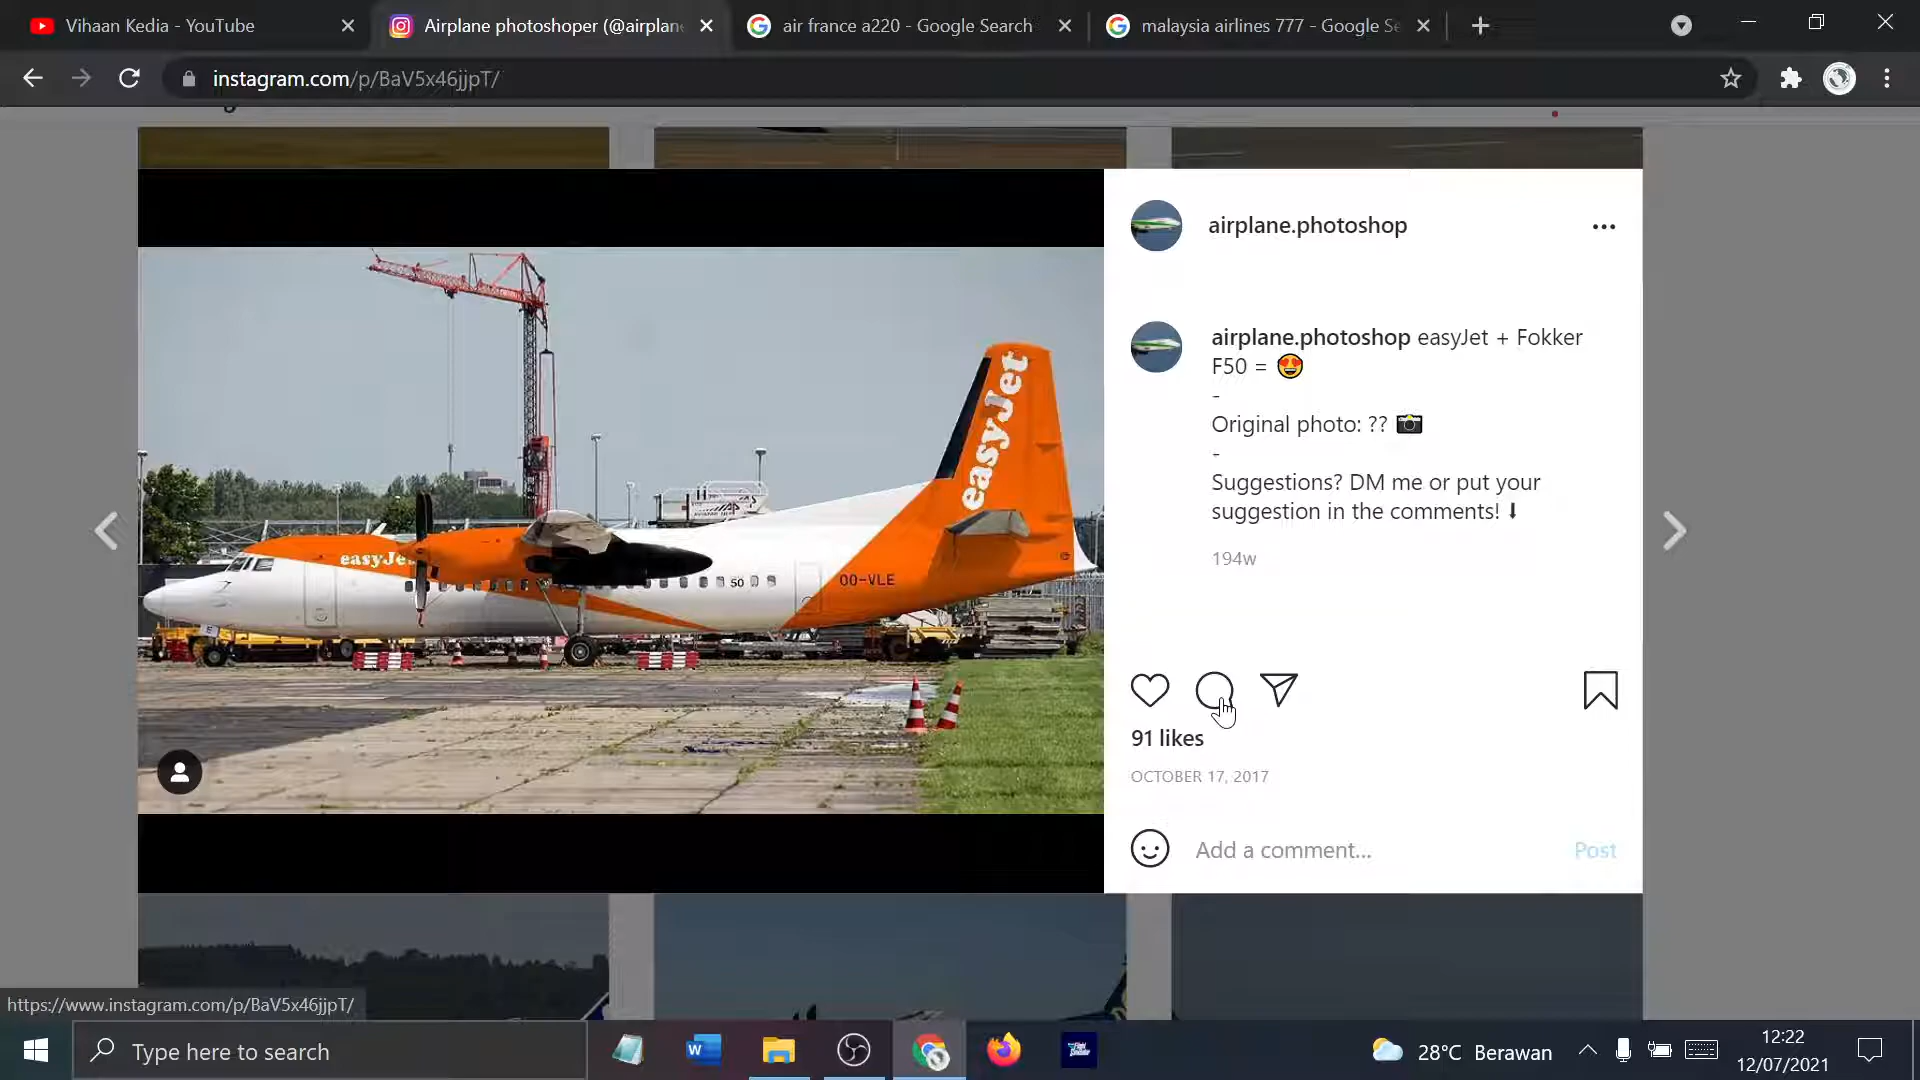 Vihaan Kedia - YouTube
Airplane photoshoper (@airplan
air france a220 - Google Search
malaysia airlines 777 - Google Se
instagram.com/p/BaV5x46jjpT/
airplane.photoshop
easyJet
easyJe
50
OO-VLE
airplane.photoshop easyJet + Fokker
F50 = 😍
-
Original photo: ?? 📷
-
Suggestions? DM me or put your
suggestion in the comments! ⬇
194w
91 likes
OCTOBER 17, 2017
Add a comment...
Post
https://www.instagram.com/p/BaV5x46jjpT/
Type here to search
28°C Berawan
12:22
12/07/2021